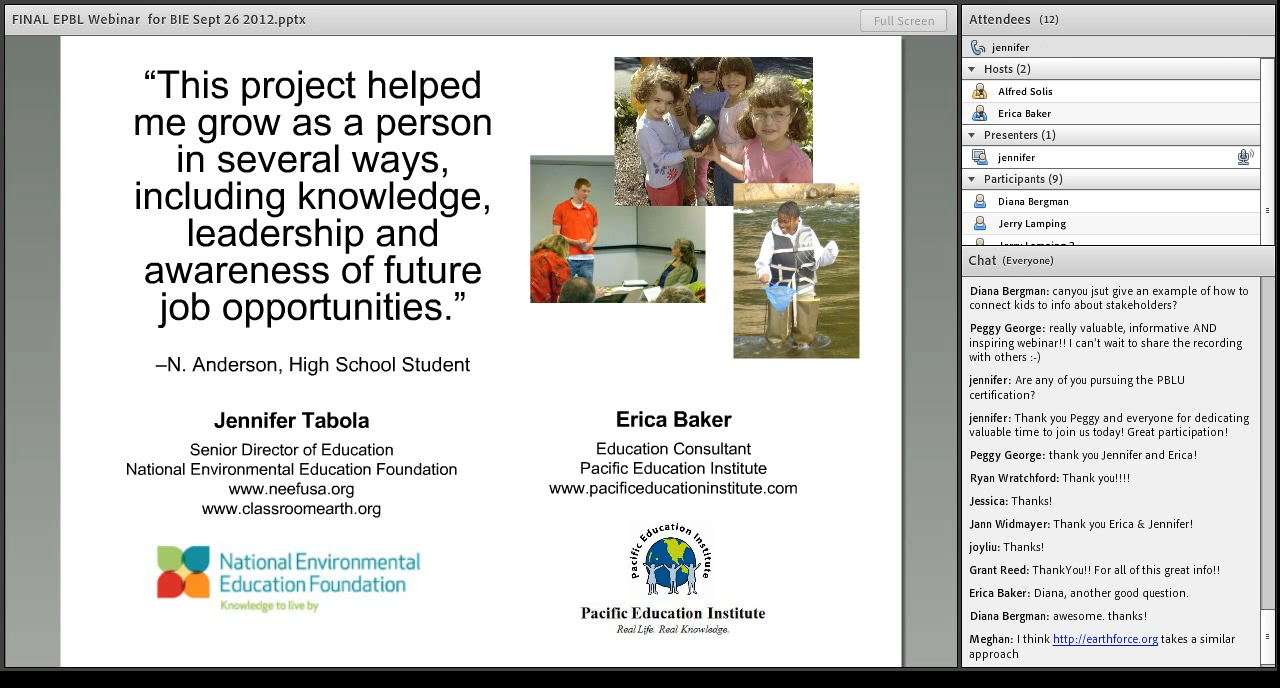 FINAL EPBL Webinar  for BIE Sept 26 2012.pptx
Full Screen
“This project helped
me grow as a person
in several ways,
including knowledge,
leadership and
awareness of future
job opportunities.”
–N. Anderson, High School Student
Jennifer Tabola
Senior Director of Education
National Environmental Education Foundation
www.neefusa.org
www.classroomearth.org
National Environmental
Education Foundation
Knowledge to live by
Erica Baker
Education Consultant
Pacific Education Institute
www.pacificeducationinstitute.com
Pacific Education Institute
Pacific Education Institute
Real Life. Real Knowledge.
Attendees (12)
jennifer
Hosts (2)
Alfred Solis
Erica Baker
Presenters (1)
jennifer
Participants (9)
Diana Bergman
Jerry Lamping
Jerry Lamping 2
Chat (Everyone)
Diana Bergman: canyou jsut give an example of how to
connect kids to info about stakeholders?
Peggy George: really valuable, informative AND
inspiring webinar!! I can't wait to share the recording
with others :-)
jennifer: Are any of you pursuing the PBLU
certification?
jennifer: Thank you Peggy and everyone for dedicating
valuable time to join us today! Great participation!
Peggy George: thank you Jennifer and Erica!
Ryan Wratchford: Thank you!!!!
Jessica: Thanks!
Jann Widmayer: Thank you Erica & Jennifer!
joyliu: Thanks!
Grant Reed: ThankYou!! For all of this great info!!
Erica Baker: Diana, another good question.
Diana Bergman: awesome. thanks!
Meghan: I think http://earthforce.org takes a similar
approach